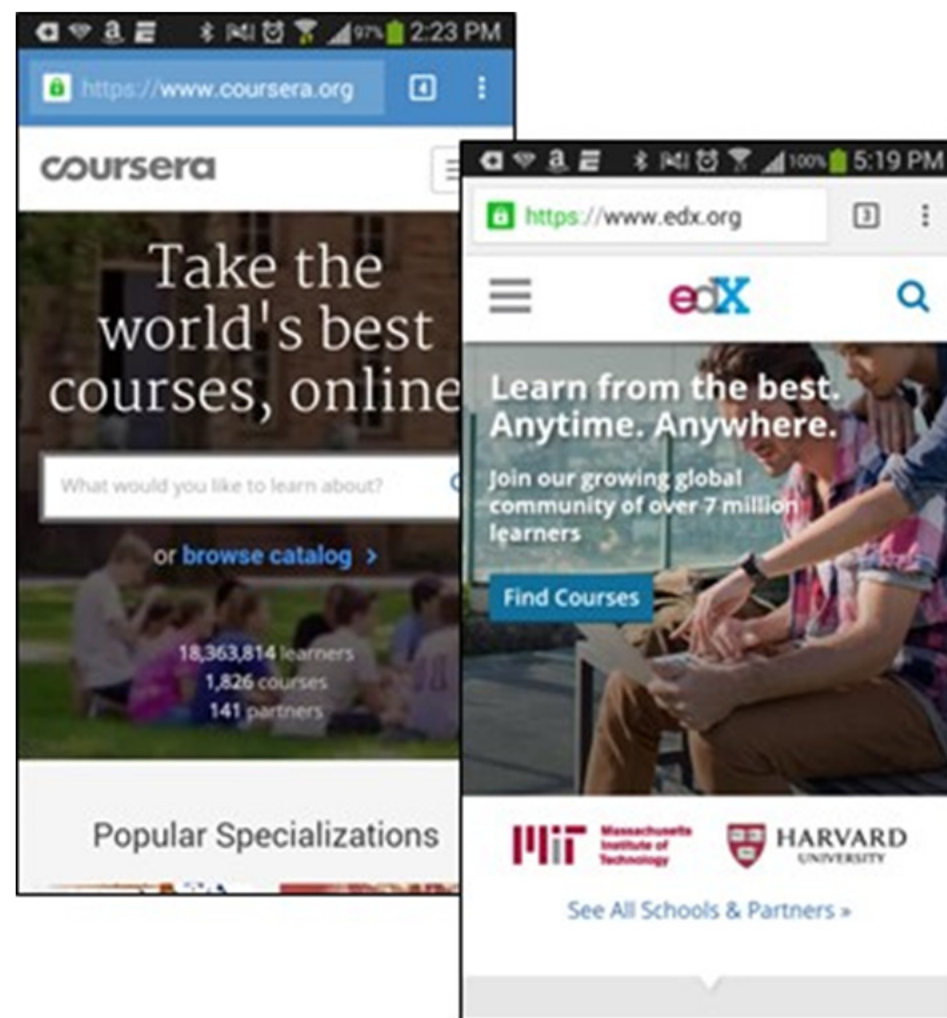 97% 2:23 PM
https://www.coursera.org
4
coursera
Take the
world's best
courses, online
What would you like to learn about?
or browse catalog >
18,363,814 learners
1,826 courses
141 partners
Popular Specializations
100% 5:19 PM
https://www.edx.org
3
edX
Learn from the best.
Anytime. Anywhere.
Join our growing global
community of over 7 million
learners
Find Courses
MIT
Massachusetts
Institute of
Technology
HARVARD
UNIVERSITY
See All Schools & Partners »